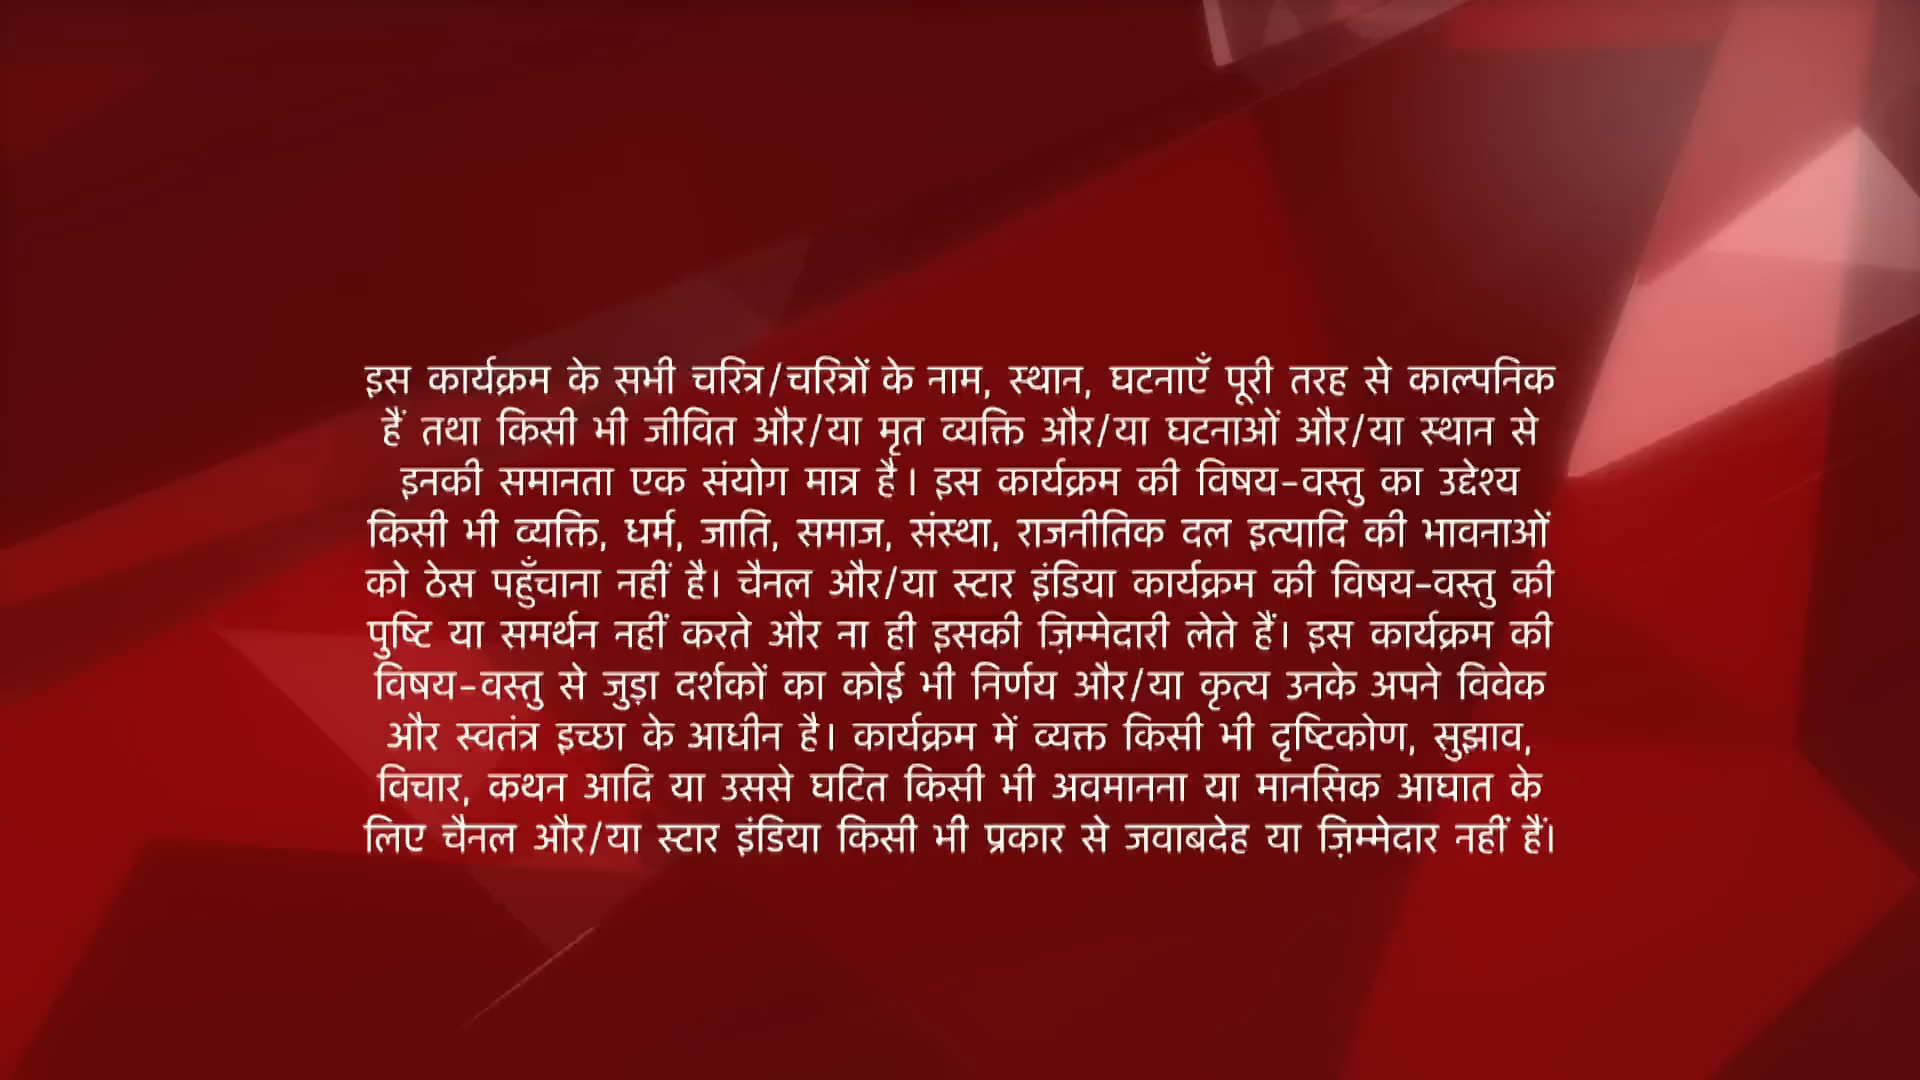 इस कार्यक्रम के सभी चरित्र/चरित्रों के नाम, स्थान, घटनाएँ पूरी तरह से काल्पनिक
हैं तथा किसी भी जीवित और/या मृत व्यक्ति और/या घटनाओं और/या स्थान से
इनकी समानता एक संयोग मात्र है। इस कार्यक्रम की विषय-वस्तु का उद्देश्य
किसी भी व्यक्ति, धर्म, जाति, समाज, संस्था, राजनीतिक दल इत्यादि की भावनाओं
को ठेस पहुँचाना नहीं है। चैनल और/या स्टार इंडिया कार्यक्रम की विषय-वस्तु की
पुष्टि या समर्थन नहीं करते और ना ही इसकी ज़िम्मेदारी लेते हैं। इस कार्यक्रम की
विषय-वस्तु से जुड़ा दर्शकों का कोई भी निर्णय और/या कृत्य उनके अपने विवेक
और स्वतंत्र इच्छा के आधीन है। कार्यक्रम में व्यक्त किसी भी दृष्टिकोण, सुझाव,
विचार, कथन आदि या उससे घटित किसी भी अवमानना या मानसिक आघात के
लिए चैनल और/या स्टार इंडिया किसी भी प्रकार से जवाबदेह या ज़िम्मेदार नहीं हैं।